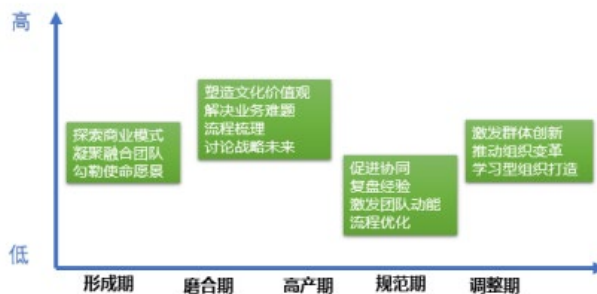 高
塑造文化价值观
解决业务难题
流程梳理
讨论战略未来
探索商业模式
凝聚融合团队
勾勒使命愿景
激发群体创新
推动组织变革
学习型组织打造
促进协同
复盘经验
激发团队动能
流程优化
低
形成期
磨合期
高产期
规范期
调整期